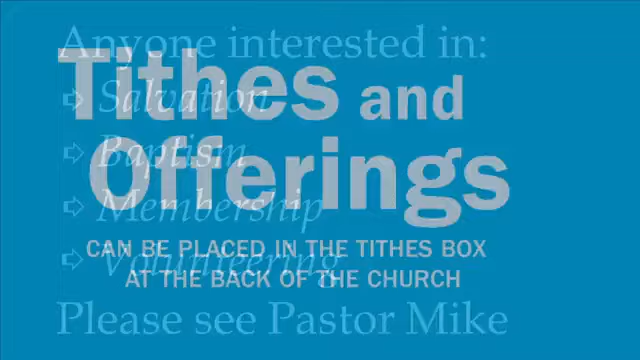 Anyone interested in:
Salvation
Baptism
Membership
Volunteering
Please see Pastor Mike
Tithes and
Offerings
CAN BE PLACED IN THE TITHES BOX
AT THE BACK OF THE CHURCH